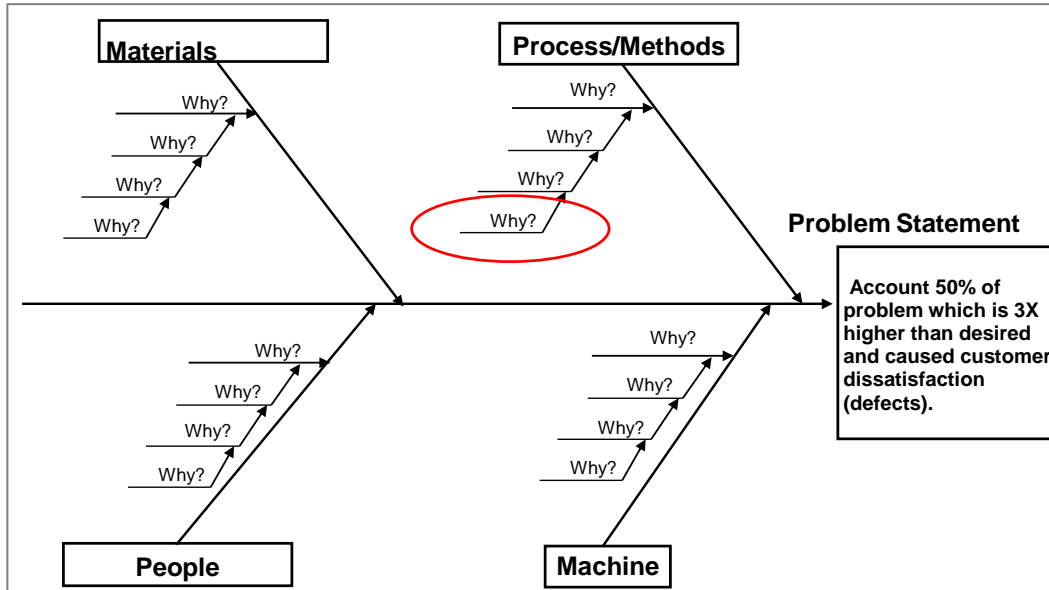 Materials
Process/Methods
Why?
Why?
Why?
Why?
Why?
Why?
Why?
Why?
Problem Statement
Account 50% of
problem which is 3X
higher than desired
and caused customer
dissatisfaction
(defects).
Why?
Why?
Why?
Why?
Why?
Why?
Why?
Why?
People
Machine